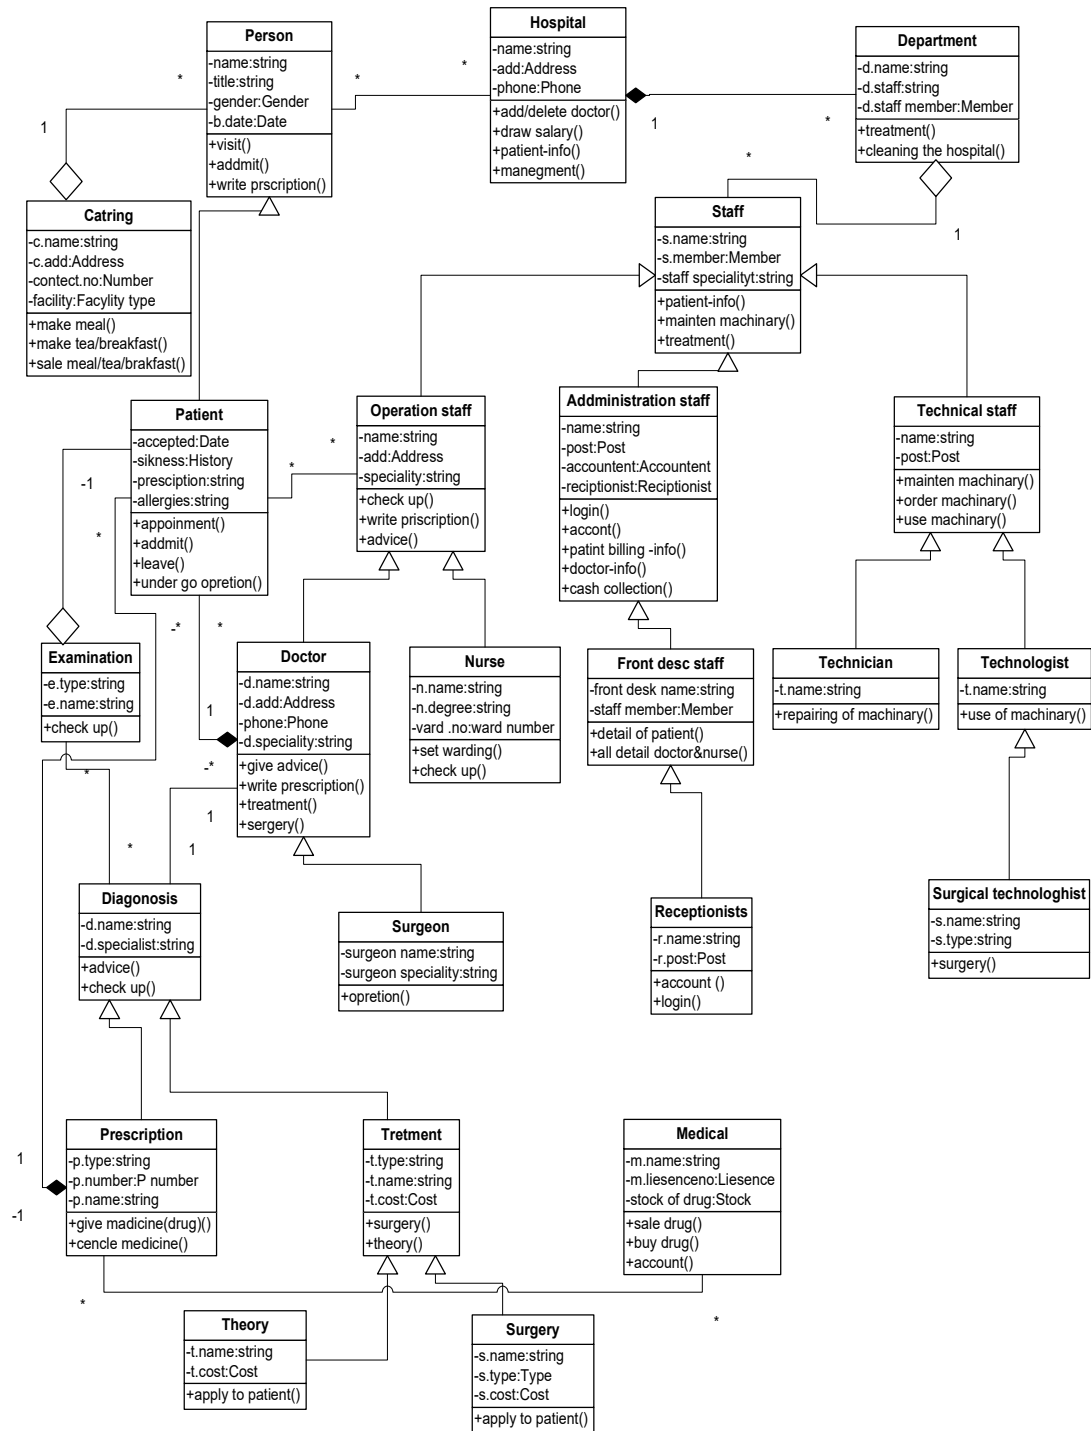 Person
-name:string
-title:string
-gender:Gender
-b.date:Date
+visit()
+addmit()
+write prscription()
Hospital
-name:string
-add:Address
-phone:Phone
+add/delete doctor()
+draw salary()
+patient-info()
+manegment()
Department
-d.name:string
-d.staff:string
-d.staff member:Member
+treatment()
+cleaning the hospital()
*
*
*
1
1
*
*
1
Catring
-c.name:string
-c.add:Address
-contect.no:Number
-facility:Facylity type
+make meal()
+make tea/breakfast()
+sale meal/tea/brakfast()
Staff
-s.name:string
-s.member:Member
-staff specialityt:string
+patient-info()
+mainten machinary()
+treatment()
Patient
-accepted:Date
-sikness:History
-presciption:string
-allergies:string
+appoinment()
+addmit()
+leave()
+under go opretion()
Operation staff
-name:string
-add:Address
-speciality:string
+check up()
+write priscription()
+advice()
Addministration staff
-name:string
-post:Post
-accountent:Accountent
-reciptionist:Reciptionist
+login()
+accont()
+patint billing -info()
+doctor-info()
+cash collection()
Technical staff
-name:string
-post:Post
+mainten machinary()
+order machinary()
+use machinary()
*
*
-1
*
-*
*
Examination
-e.type:string
-e.name:string
+check up()
Doctor
-d.name:string
-d.add:Address
-phone:Phone
-d.speciality:string
+give advice()
+write prescription()
+treatment()
+sergery()
Nurse
-n.name:string
-n.degree:string
-vard .no:ward number
+set warding()
+check up()
Front desc staff
-front desk name:string
-staff member:Member
+detail of patient()
+all detail doctor&nurse()
Technician
-t.name:string
+repairing of machinary()
Technologist
-t.name:string
+use of machinary()
1
-*
*
1
*
1
Diagonosis
-d.name:string
-d.specialist:string
+advice()
+check up()
Surgeon
-surgeon name:string
-surgeon speciality:string
+opretion()
Receptionists
-r.name:string
-r.post:Post
+account ()
+login()
Surgical technologhist
-s.name:string
-s.type:string
+surgery()
Prescription
-p.type:string
-p.number:P number
-p.name:string
+give madicine(drug)()
+cencle medicine()
Tretment
-t.type:string
-t.name:string
-t.cost:Cost
+surgery()
+theory()
Medical
-m.name:string
-m.liesenceno:Liesence
-stock of drug:Stock
+sale drug()
+buy drug()
+account()
1
-1
*
*
Theory
-t.name:string
-t.cost:Cost
+apply to patient()
Surgery
-s.name:string
-s.type:Type
-s.cost:Cost
+apply to patient()